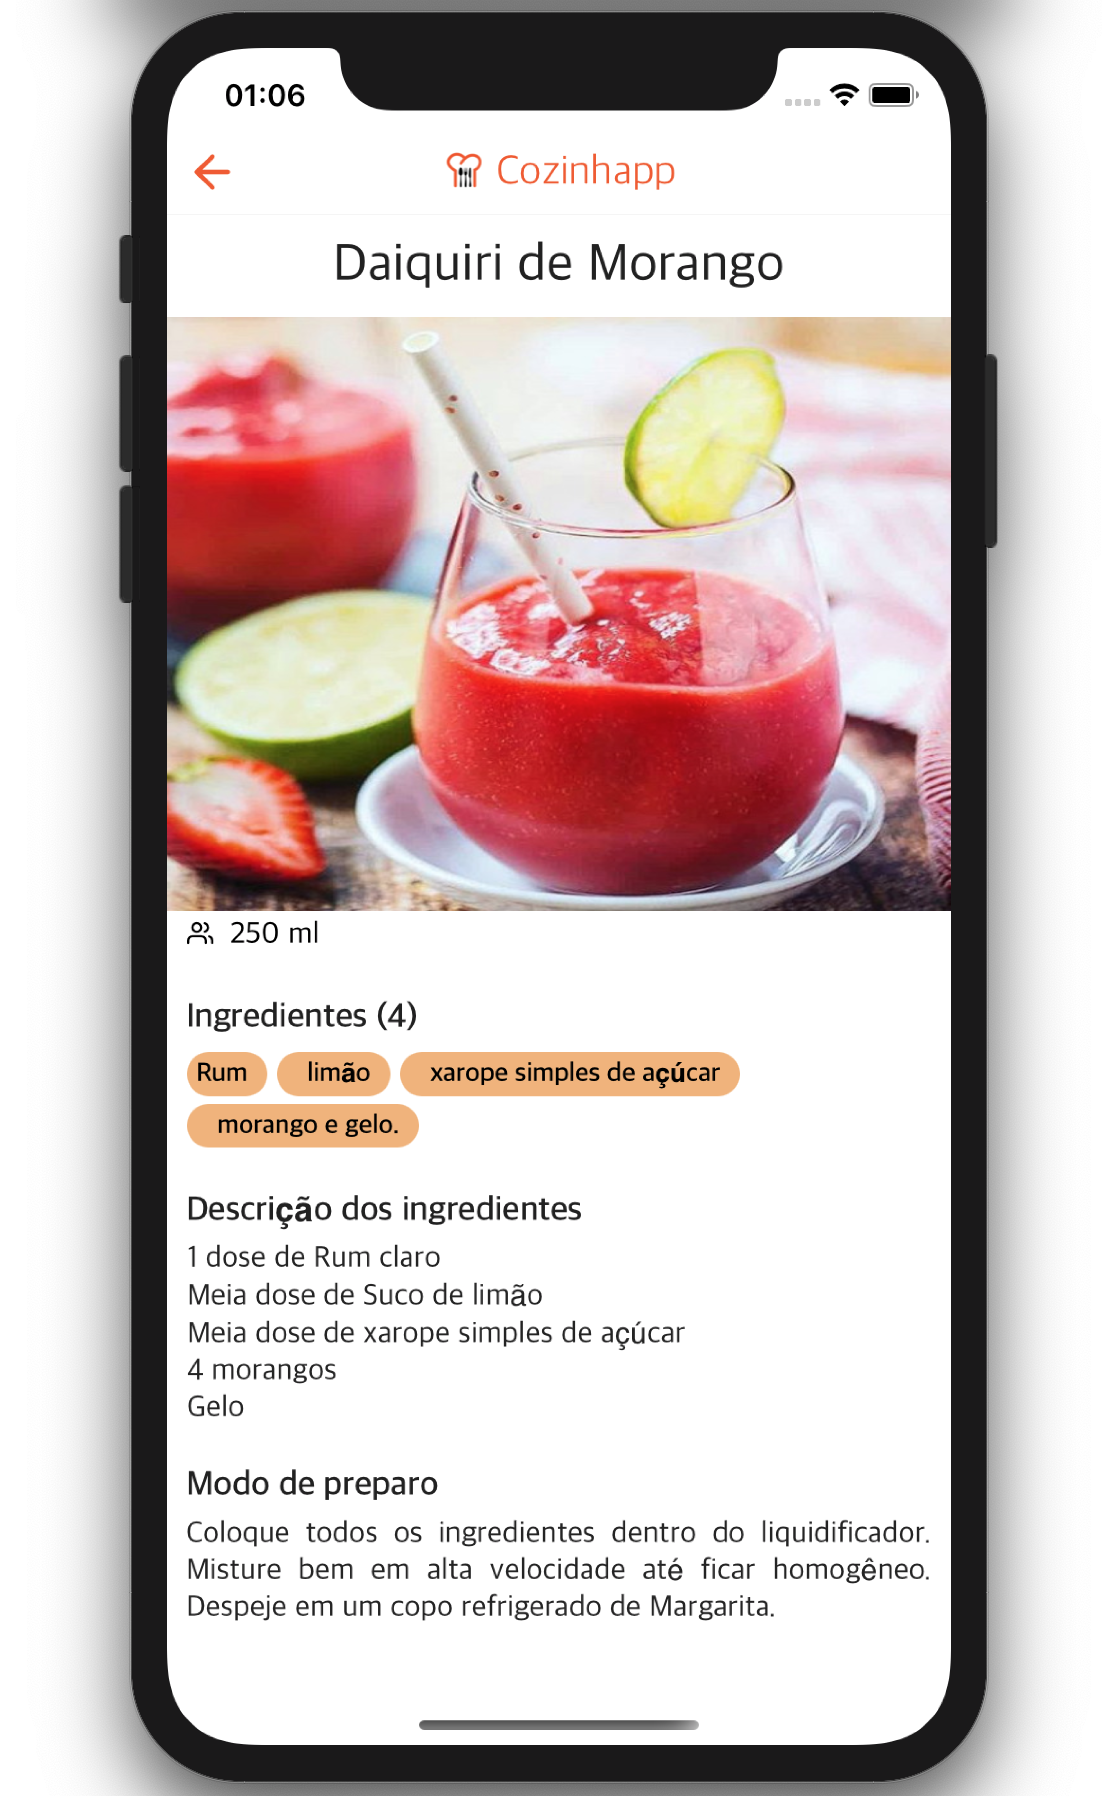 01:06
Cozinhapp
Daiquiri de Morango
250 ml
Ingredientes (4)
Rum limão xarope simples de açúcar
morango e gelo.
Descrição dos ingredientes
1 dose de Rum claro
Meia dose de Suco de limão
Meia dose de xarope simples de açúcar
4 morangos
Gelo
Modo de preparo
Coloque todos os ingredientes dentro do liquidificador.
Misture bem em alta velocidade até ficar homogêneo.
Despeje em um copo refrigerado de Margarita.